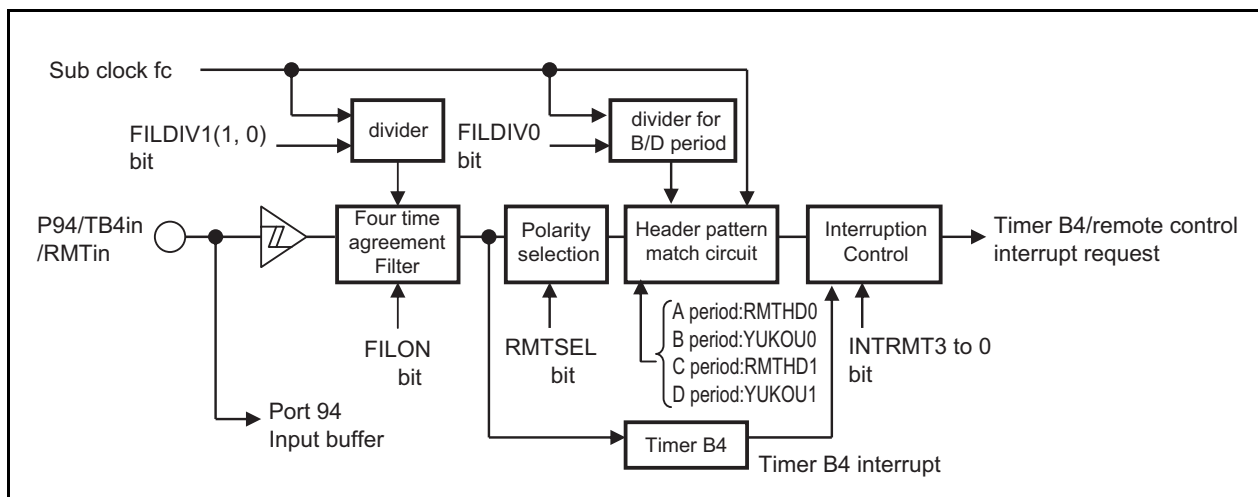 Sub clock fc
FILDIV1(1, 0)
bit
divider
FILDIV0
bit
divider for
B/D period
P94/TB4in
/RMTin
Four time
agreement
Filter
Polarity
selection
Header pattern
match circuit
Interruption
Control
Timer B4/remote control
interrupt request
FILON
bit
RMTSEL
bit
A period:RMTHD0
B period:YUKOU0
C period:RMTHD1
D period:YUKOU1
INTRMT3 to 0
bit
Port 94
Input buffer
Timer B4
Timer B4 interrupt